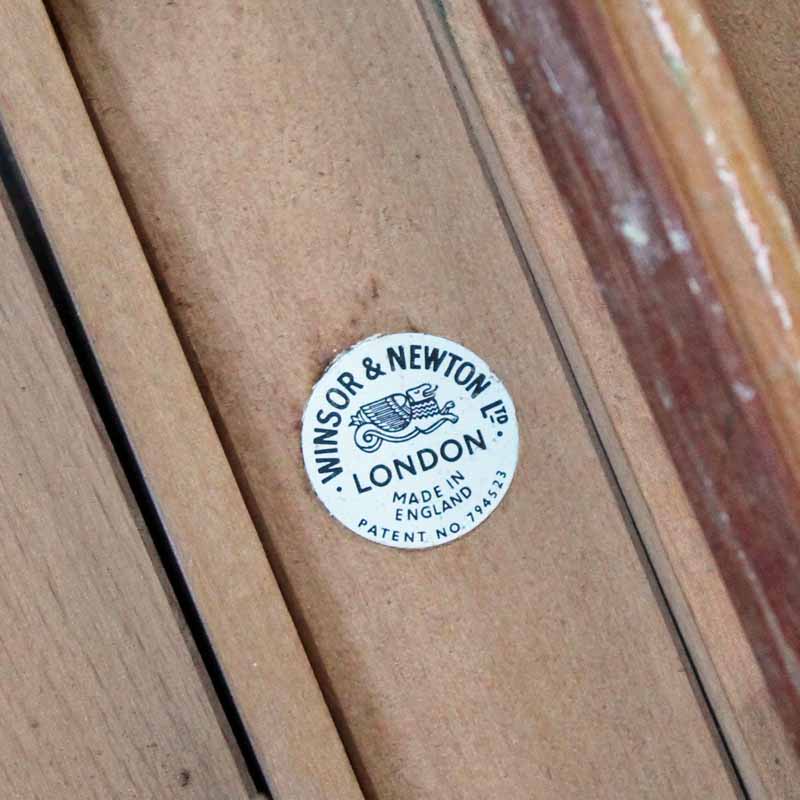 · WINSOR & NEWTON LTD ·
LONDON
MADE IN
ENGLAND
PATENT NO. 794523